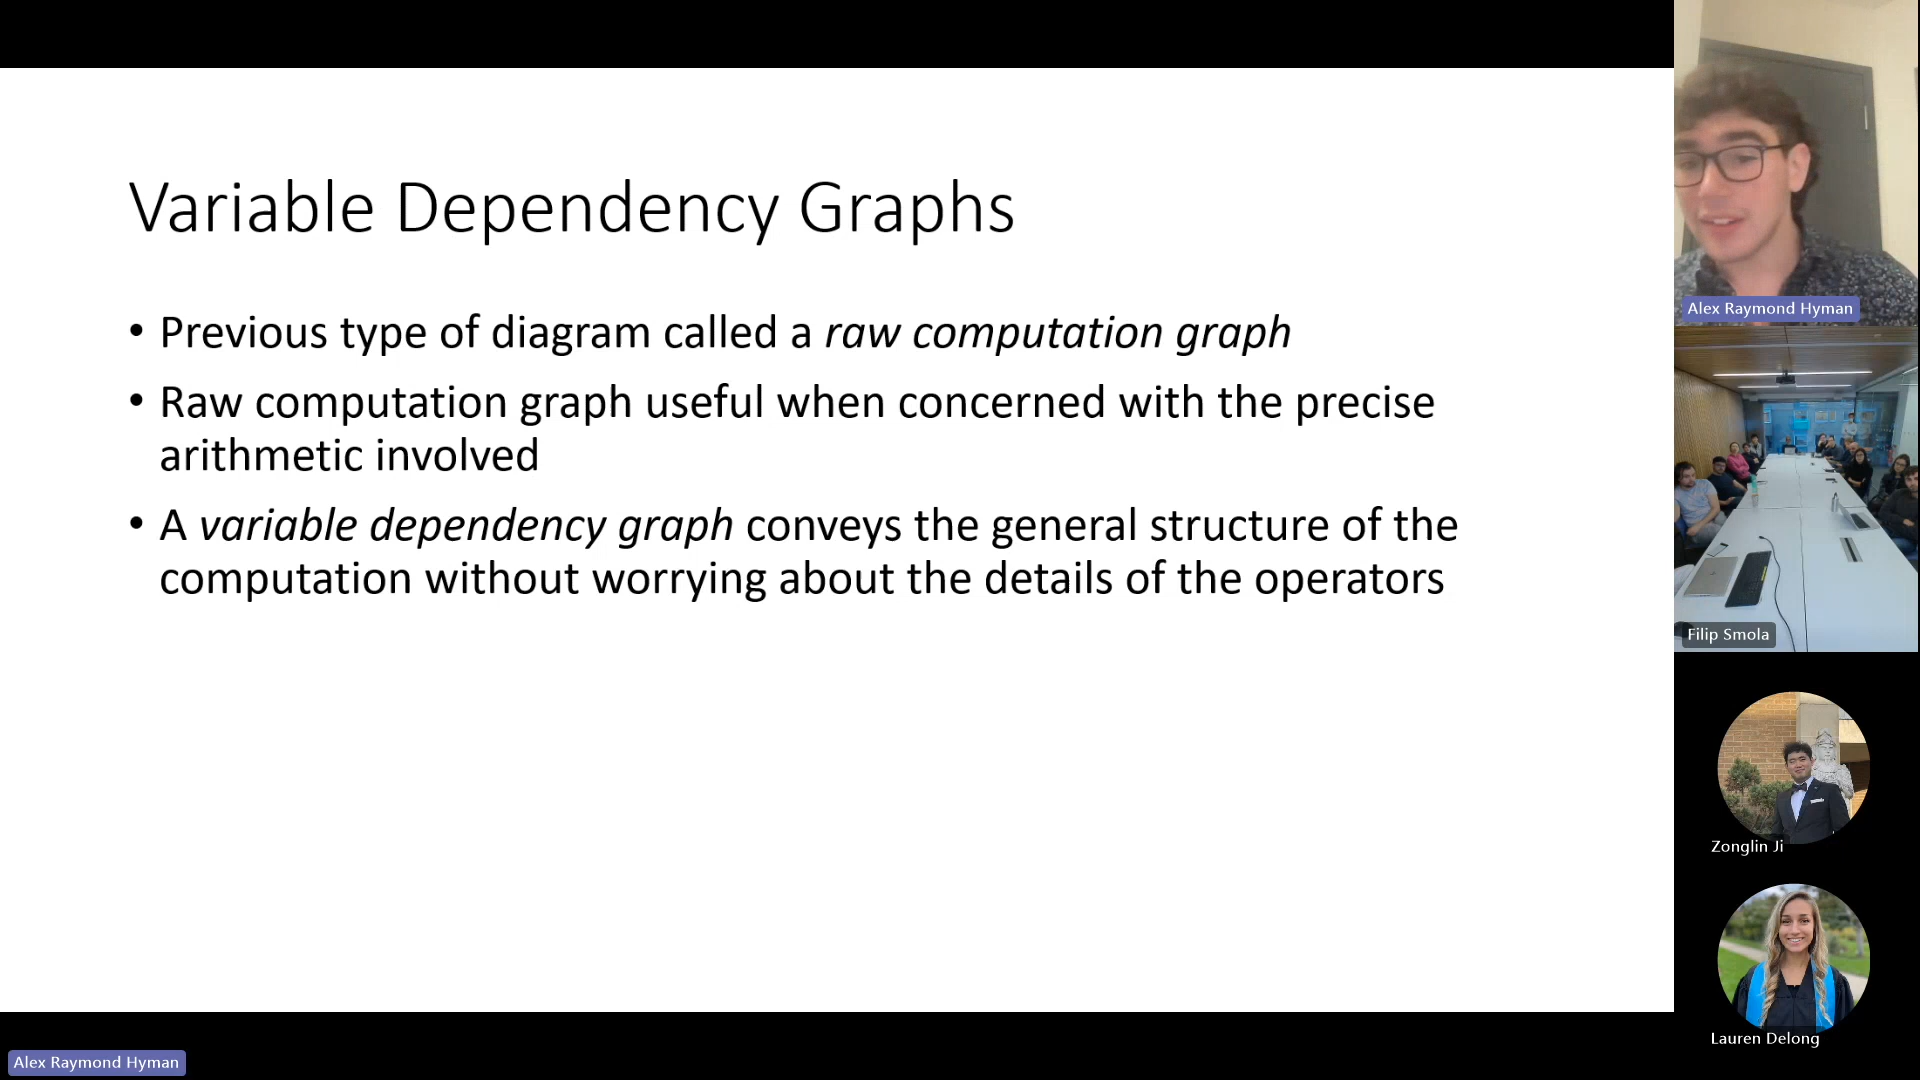 Variable Dependency Graphs
• Previous type of diagram called a raw computation graph
• Raw computation graph useful when concerned with the precise
arithmetic involved
• A variable dependency graph conveys the general structure of the
computation without worrying about the details of the operators
Alex Raymond Hyman
Filip Smola
Zonglin Ji
Lauren Delong
Alex Raymond Hyman